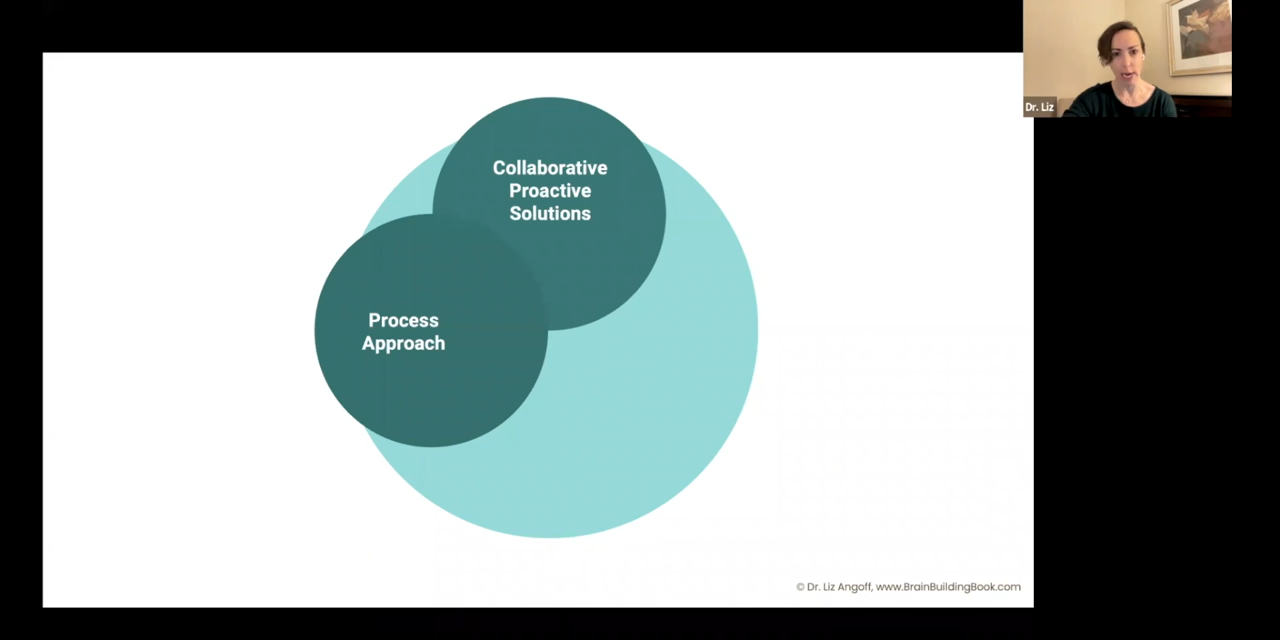 Dr. Liz
Collaborative
Proactive
Solutions
Process
Approach
© Dr. Liz Angoff, www.BrainBuildingBook.com